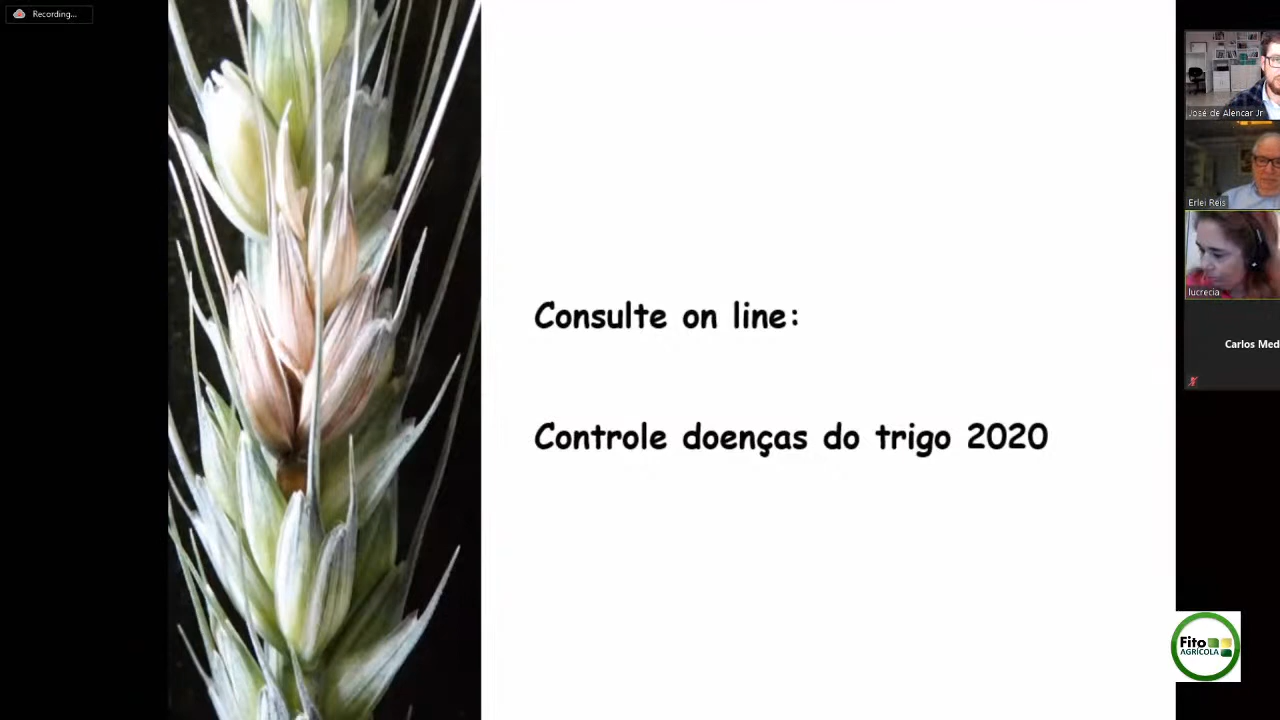 Recording...
Consulte on line:
Controle doenças do trigo 2020
José de Alencar Jr
Erlei Reis
lucrecia
Carlos Med
Fito
AGRÍCOLA